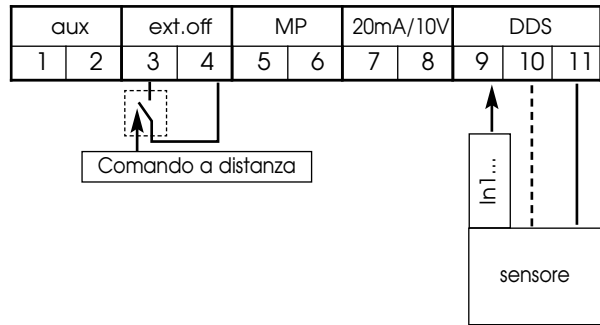 aux ext.off MP 20mA/10V DDS
1 2 3 4 5 6 7 8 9 10 11
Comando a distanza
In1...
sensore